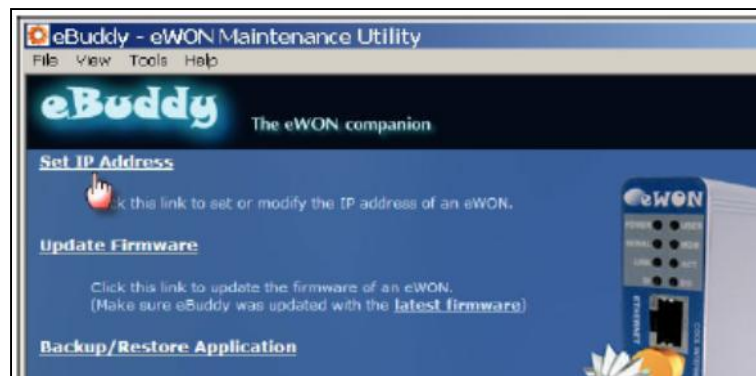 eBuddy - eWON Maintenance Utility
File View Tools Help
eBuddy The eWON companion
Set IP Address
k this link to set or modify the IP address of an eWON.
eWON
Update Firmware
Click this link to update the firmware of an eWON.
(Make sure eBuddy was updated with the latest firmware)
ETHERNET
Backup/Restore Application